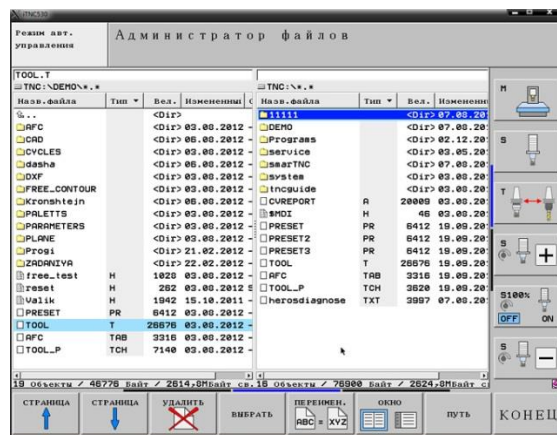 iTNC530
Режим авт.
управления
Администратор файлов
TOOL.T
TNC:\DEMO\*.*
Назв.файла Тип Вел. Изменённый
.. <Dir>
AFC <Dir> 03.08.2012 -
CAD <Dir> 06.08.2012 -
CYCLES <Dir> 03.08.2012 -
dasha <Dir> 06.08.2012 -
DXF <Dir> 03.08.2012 -
FREE_CONTOUR <Dir> 03.08.2012 -
Kronshtejn <Dir> 06.08.2012 -
PALETTS <Dir> 03.08.2012 -
PARAMETERS <Dir> 03.08.2012 -
PLANE <Dir> 03.08.2012 -
Progi <Dir> 21.02.2012 -
ZADANIYA <Dir> 22.02.2012 -
free_test H 1028 03.08.2012 -
reset H 262 03.08.2012 S
Valik H 1942 15.10.2011 -
PRESET PR 6412 03.08.2012 -
TOOL T 26676 03.08.2012 -
AFC TAB 3316 03.08.2012 -
TOOL_P TCH 7140 03.08.2012 -
19 Объекты / 46776 Байт / 2614,8Мбайт св.
TNC:\*.*
Назв.файла Тип Вел. Изменённ
11111 <Dir> 07.08.20
DEMO <Dir> 03.08.20
Programs <Dir> 02.12.20
service <Dir> 03.05.20
smarTNC <Dir> 07.08.20
system <Dir> 03.08.20
tncguide <Dir> 03.08.20
CVREPORT A 20009 03.08.20
$MDI H 46 03.08.20
PRESET PR 6412 19.09.20
PRESET2 PR 6412 19.09.20
PRESET3 PR 6412 19.09.20
TOOL T 26676 19.09.20
AFC TAB 3316 19.09.20
TOOL_P TCH 3620 19.09.20
herosdiagnose TXT 3997 07.08.20
16 Объекты / 76900 Байт / 2624,8Мбайт с
M
S
T
S
S100%
OFF ON
S
СТРАНИЦА
СТРАНИЦА
УДАЛИТЬ
ВЫБРАТЬ
ПЕРЕИМЕН.
ABC = XYZ
ОКНО
ПУТЬ
КОНЕЦ